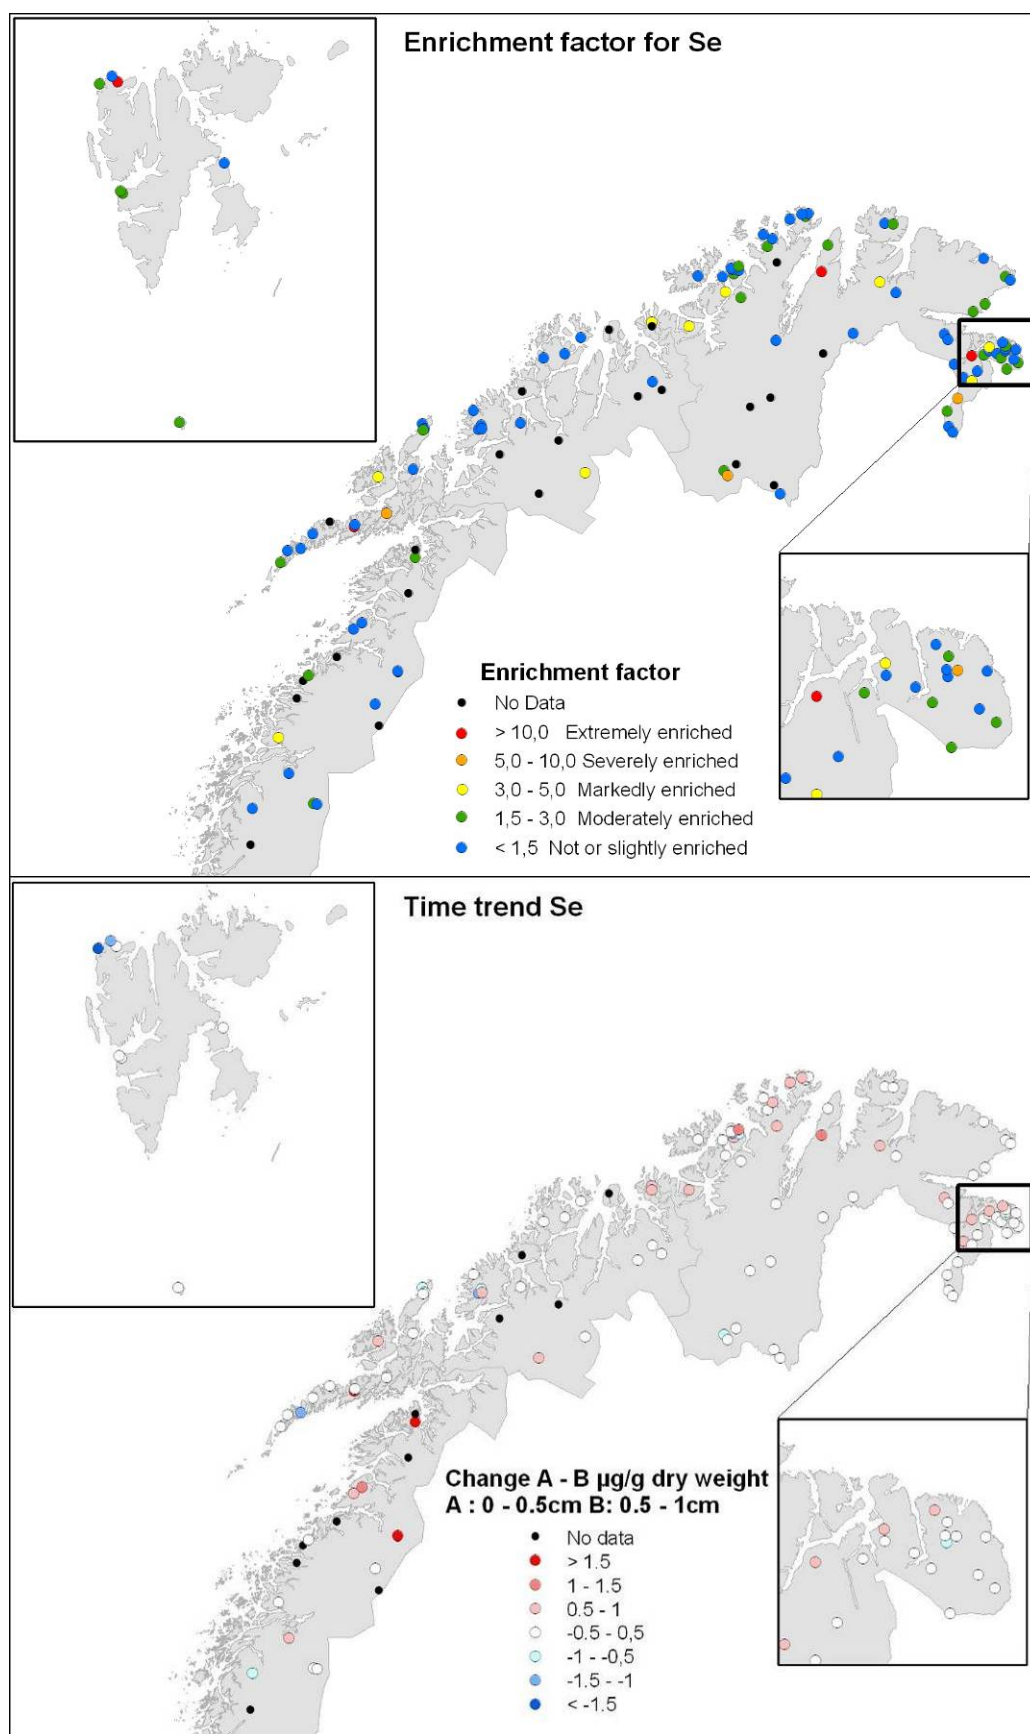 Enrichment factor for Se
Enrichment factor
No Data
> 10,0 Extremely enriched
5,0 - 10,0 Severely enriched
3,0 - 5,0 Markedly enriched
1,5 - 3,0 Moderately enriched
< 1,5 Not or slightly enriched
Time trend Se
Change A - B µg/g dry weight
A : 0 - 0.5cm B: 0.5 - 1cm
No data
> 1.5
1 - 1.5
0.5 - 1
-0.5 - 0,5
-1 - -0,5
-1.5 - -1
< -1.5